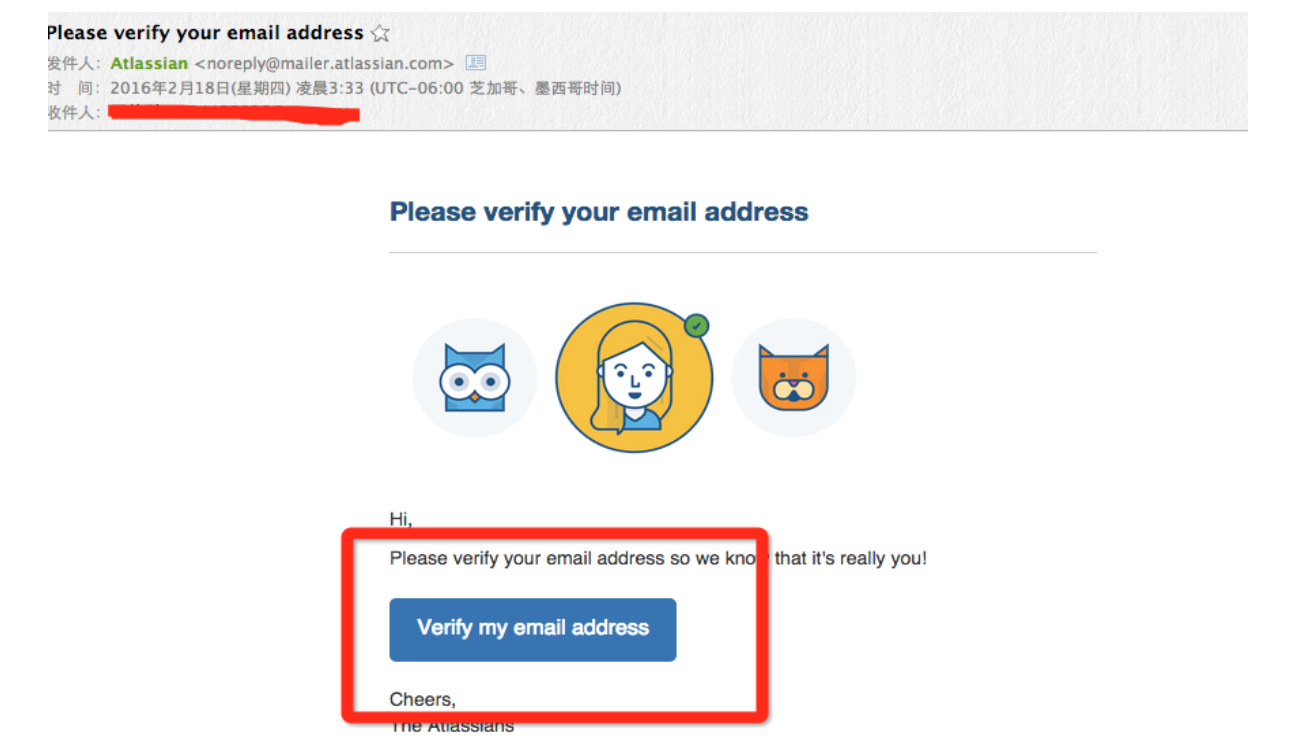 Please verify your email address
发件人: Atlassian <noreply@mailer.atlassian.com>
时 间: 2016年2月18日(星期四) 凌晨3:33 (UTC-06:00 芝加哥、墨西哥时间)
收件人:
Please verify your email address
Hi,
Please verify your email address so we know that it's really you!
Verify my email address
Cheers,
The Atlassians